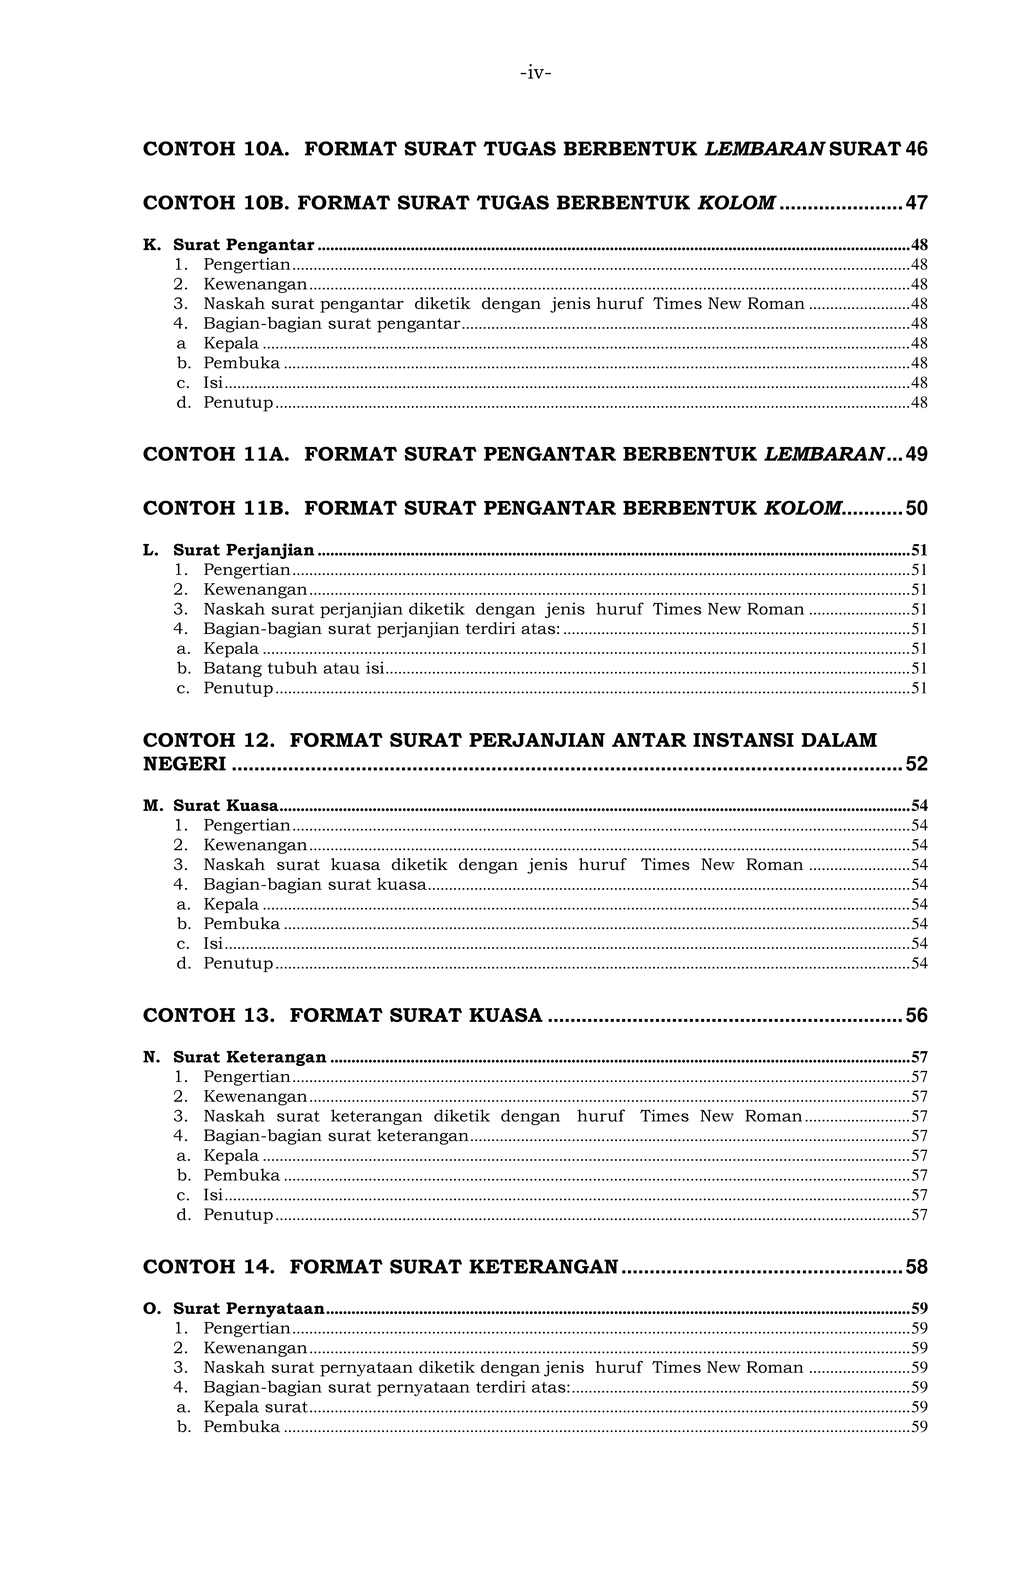 -iv-
CONTOH 10A. FORMAT SURAT TUGAS BERBENTUK LEMBARAN SURAT 46
CONTOH 10B. FORMAT SURAT TUGAS BERBENTUK KOLOM ...................... 47
K. Surat Pengantar ........................................................ 48
1. Pengertian ........................................................ 48
2. Kewenangan ........................................................ 48
3. Naskah surat pengantar diketik dengan jenis huruf Times New Roman ........................ 48
4. Bagian-bagian surat pengantar ........................................................ 48
a Kepala ........................................................ 48
b. Pembuka ........................................................ 48
c. Isi ........................................................ 48
d. Penutup ........................................................ 48
CONTOH 11A. FORMAT SURAT PENGANTAR BERBENTUK LEMBARAN ... 49
CONTOH 11B. FORMAT SURAT PENGANTAR BERBENTUK KOLOM ........... 50
L. Surat Perjanjian ........................................................ 51
1. Pengertian ........................................................ 51
2. Kewenangan ........................................................ 51
3. Naskah surat perjanjian diketik dengan jenis huruf Times New Roman ........................ 51
4. Bagian-bagian surat perjanjian terdiri atas: ........................................................ 51
a. Kepala ........................................................ 51
b. Batang tubuh atau isi ........................................................ 51
c. Penutup ........................................................ 51
CONTOH 12. FORMAT SURAT PERJANJIAN ANTAR INSTANSI DALAM
NEGERI ........................................................ 52
M. Surat Kuasa ........................................................ 54
1. Pengertian ........................................................ 54
2. Kewenangan ........................................................ 54
3. Naskah surat kuasa diketik dengan jenis huruf Times New Roman ........................ 54
4. Bagian-bagian surat kuasa ........................................................ 54
a. Kepala ........................................................ 54
b. Pembuka ........................................................ 54
c. Isi ........................................................ 54
d. Penutup ........................................................ 54
CONTOH 13. FORMAT SURAT KUASA ........................................................ 56
N. Surat Keterangan ........................................................ 57
1. Pengertian ........................................................ 57
2. Kewenangan ........................................................ 57
3. Naskah surat keterangan diketik dengan huruf Times New Roman ........................ 57
4. Bagian-bagian surat keterangan ........................................................ 57
a. Kepala ........................................................ 57
b. Pembuka ........................................................ 57
c. Isi ........................................................ 57
d. Penutup ........................................................ 57
CONTOH 14. FORMAT SURAT KETERANGAN ........................................................ 58
O. Surat Pernyataan ........................................................ 59
1. Pengertian ........................................................ 59
2. Kewenangan ........................................................ 59
3. Naskah surat pernyataan diketik dengan jenis huruf Times New Roman ........................ 59
4. Bagian-bagian surat pernyataan terdiri atas: ........................................................ 59
a. Kepala surat ........................................................ 59
b. Pembuka ........................................................ 59